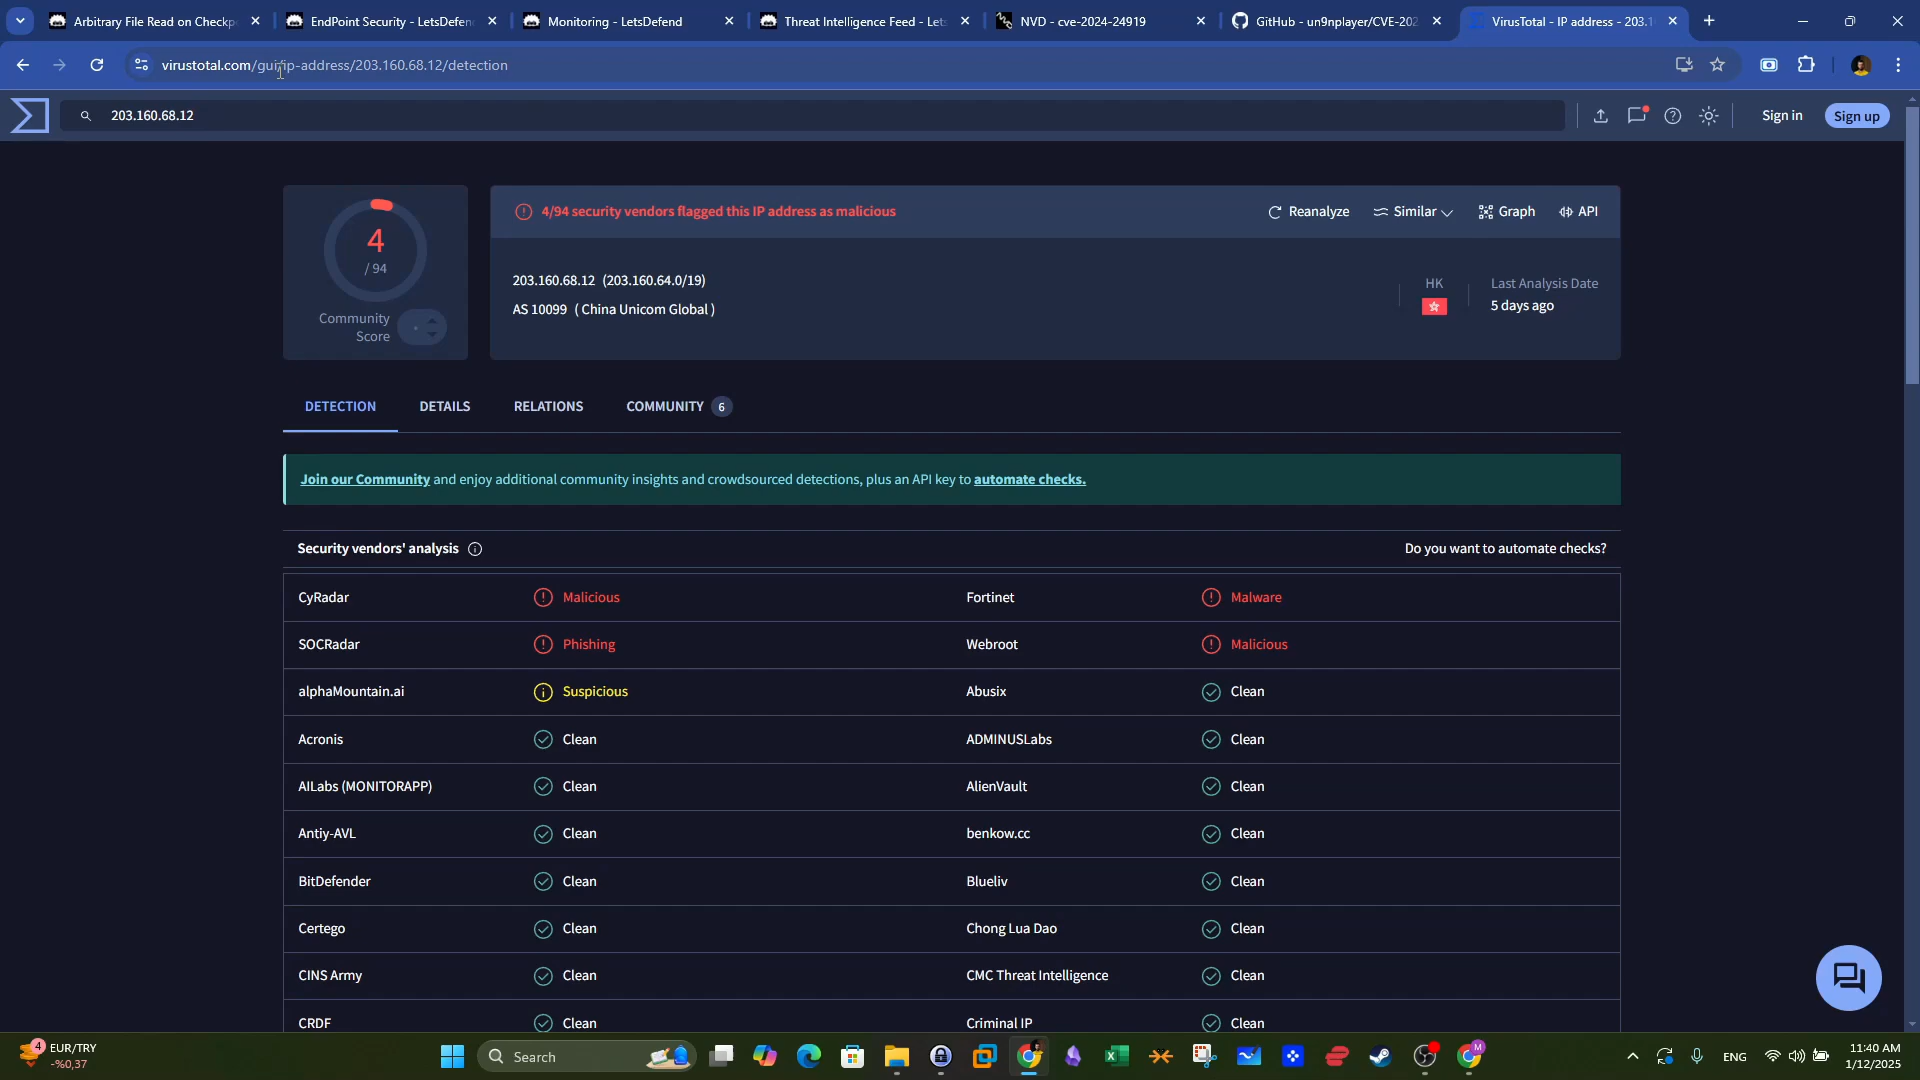 Arbitrary File Read on Checkp
EndPoint Security - LetsDefen
Monitoring - LetsDefend
Threat Intelligence Feed - Lets
NVD - cve-2024-24919
GitHub - un9nplayer/CVE-202
VirusTotal - IP address - 203.1
virustotal.com/gui/ip-address/203.160.68.12/detection
203.160.68.12
Sign in
Sign up
4
/ 94
Community
Score
4/94 security vendors flagged this IP address as malicious
Reanalyze
Similar
Graph
API
203.160.68.12 (203.160.64.0/19)
AS 10099 ( China Unicom Global )
HK
Last Analysis Date
5 days ago
DETECTION
DETAILS
RELATIONS
COMMUNITY 6
Join our Community and enjoy additional community insights and crowdsourced detections, plus an API key to automate checks.
Security vendors' analysis
Do you want to automate checks?
CyRadar Malicious Fortinet Malware
SOCRadar Phishing Webroot Malicious
alphaMountain.ai Suspicious Abusix Clean
Acronis Clean ADMINUSLabs Clean
AILabs (MONITORAPP) Clean AlienVault Clean
Antiy-AVL Clean benkow.cc Clean
BitDefender Clean Blueliv Clean
Certego Clean Chong Lua Dao Clean
CINS Army Clean CMC Threat Intelligence Clean
CRDF Clean Criminal IP Clean
4
EUR/TRY
-%0,37
Search
ENG
11:40 AM
1/12/2025